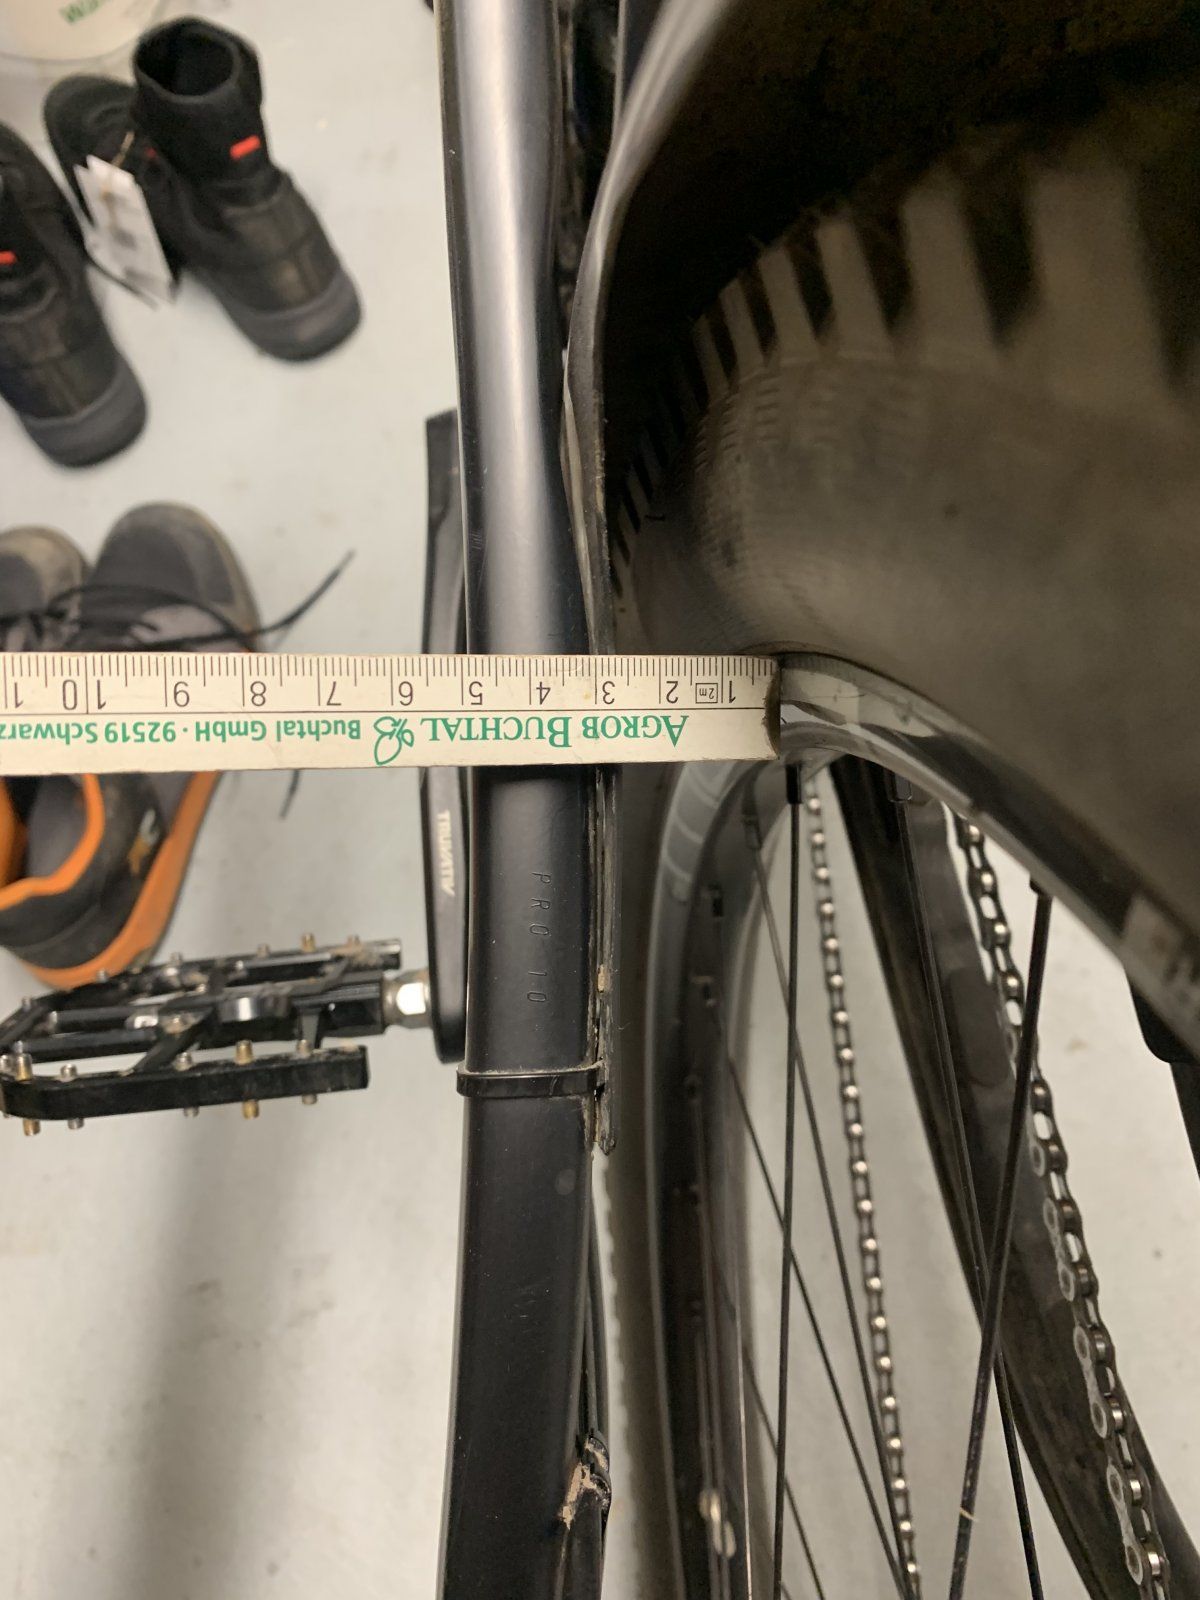 1 2m 2 3 4 5 6 7 8 9 10 1
AGROB BUCHTAL Buchtal GmbH · 92519 Schwarz
TRUVATIV
PRO 10